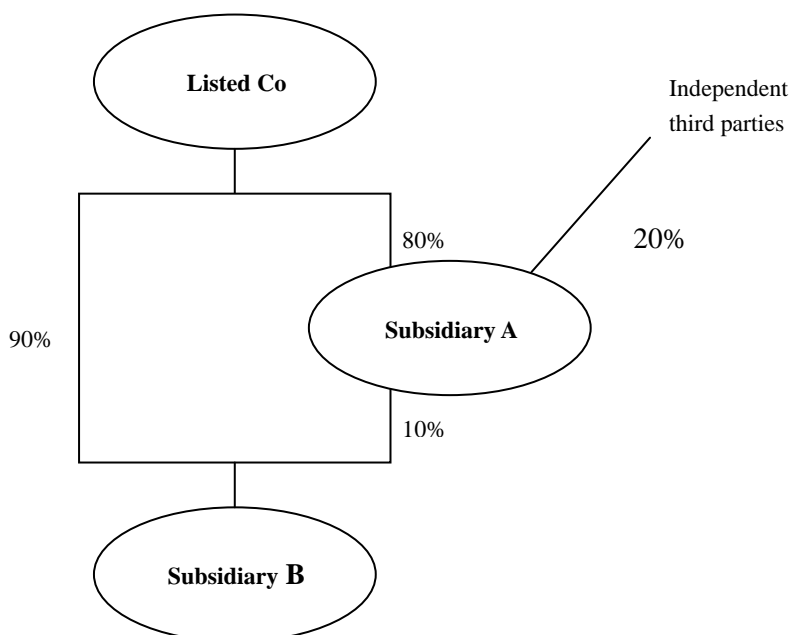 Listed Co
Independent
third parties
80%
20%
Subsidiary A
90%
10%
Subsidiary B